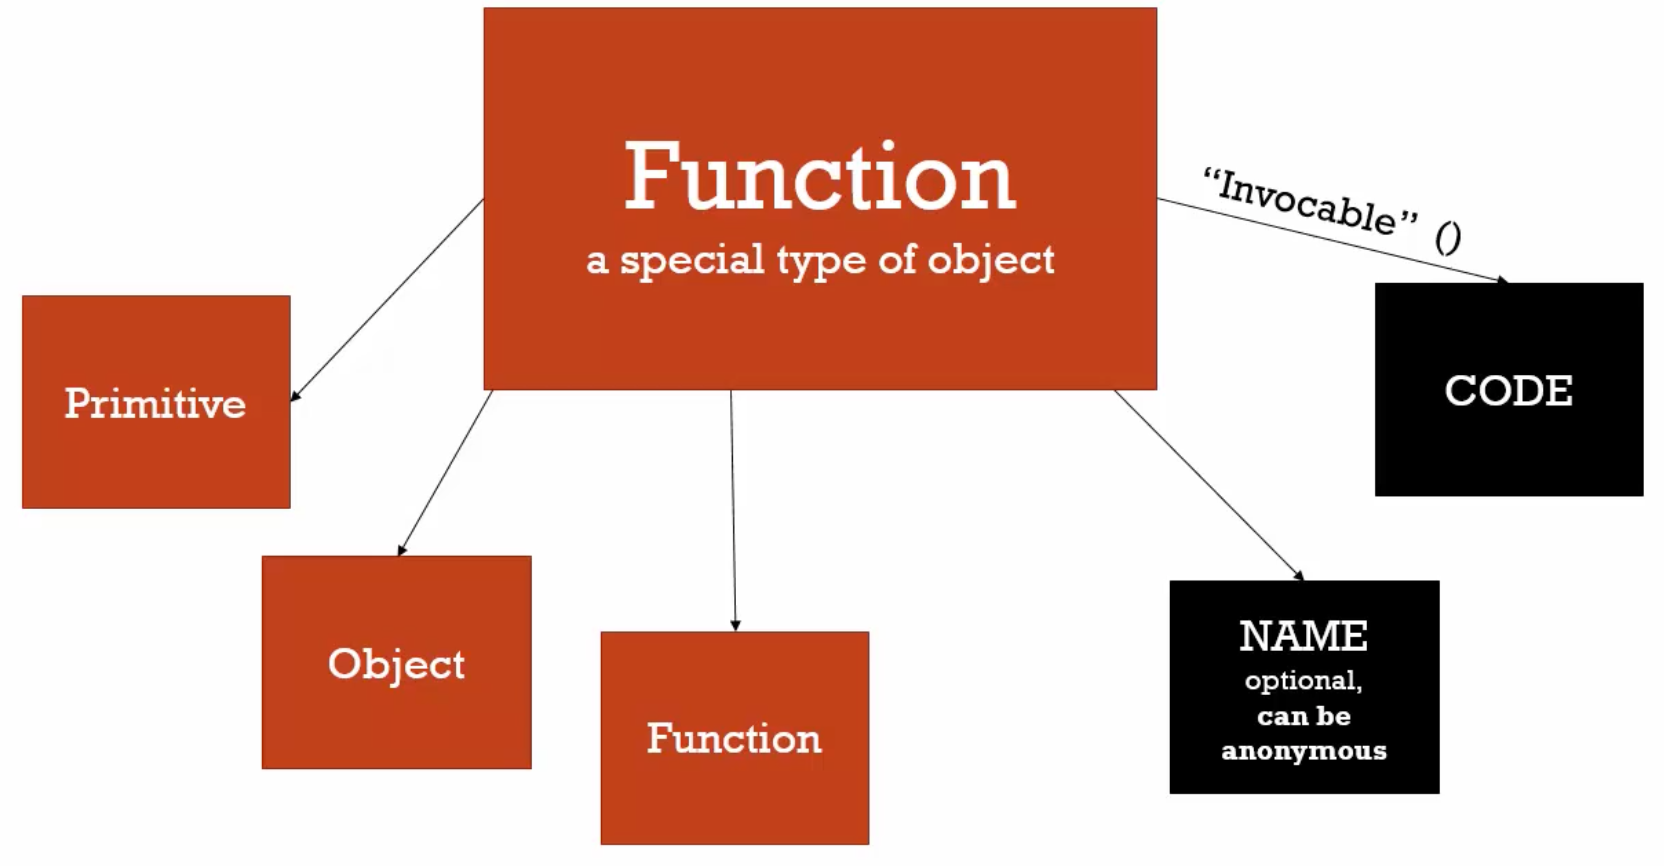 Function
a special type of object
“Invocable” ()
Primitive
CODE
Object
Function
NAME
optional,
can be
anonymous